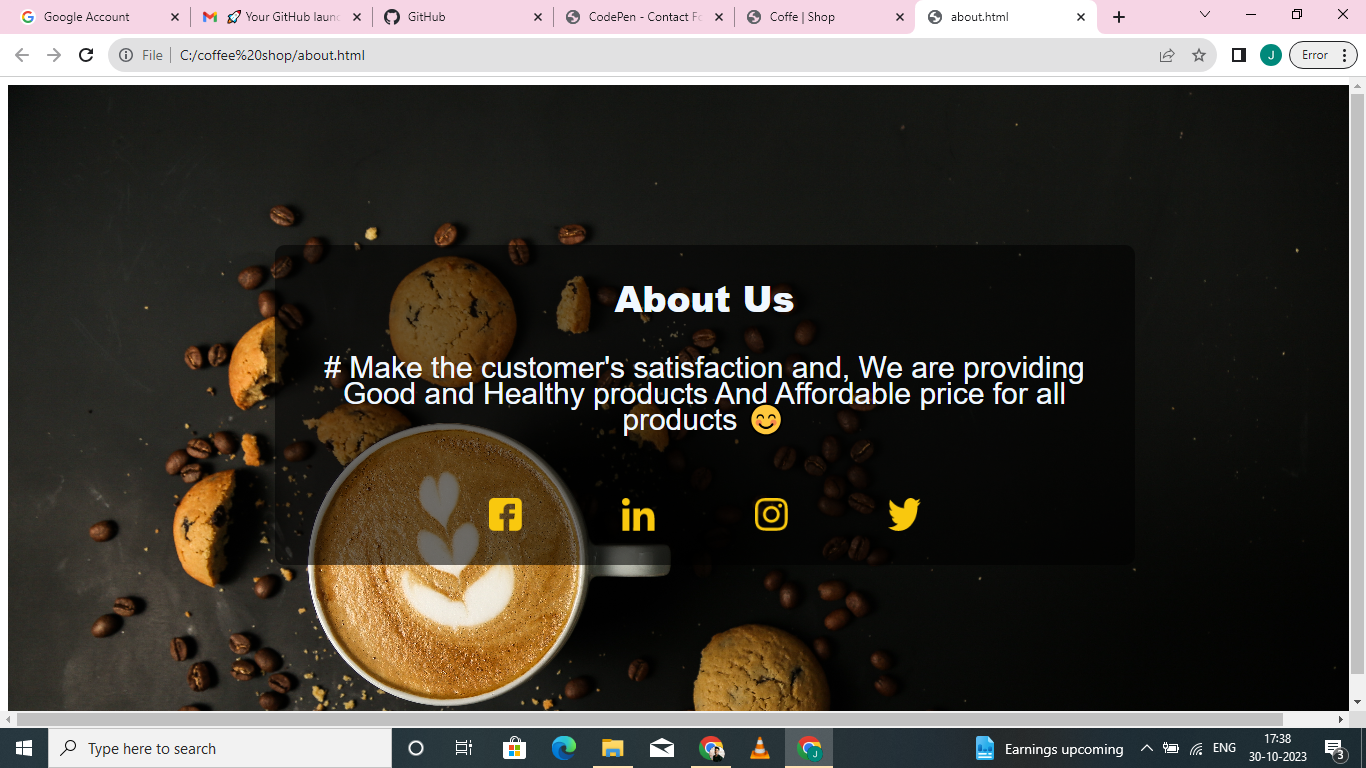 Google Account
🚀 Your GitHub laun
GitHub
CodePen - Contact Fo
Coffe | Shop
about.html
File
C:/coffee%20shop/about.html
J
Error
About Us
# Make the customer's satisfaction and, We are providing
Good and Healthy products And Affordable price for all
products 😊
Type here to search
Earnings upcoming
ENG
17:38
30-10-2023
3